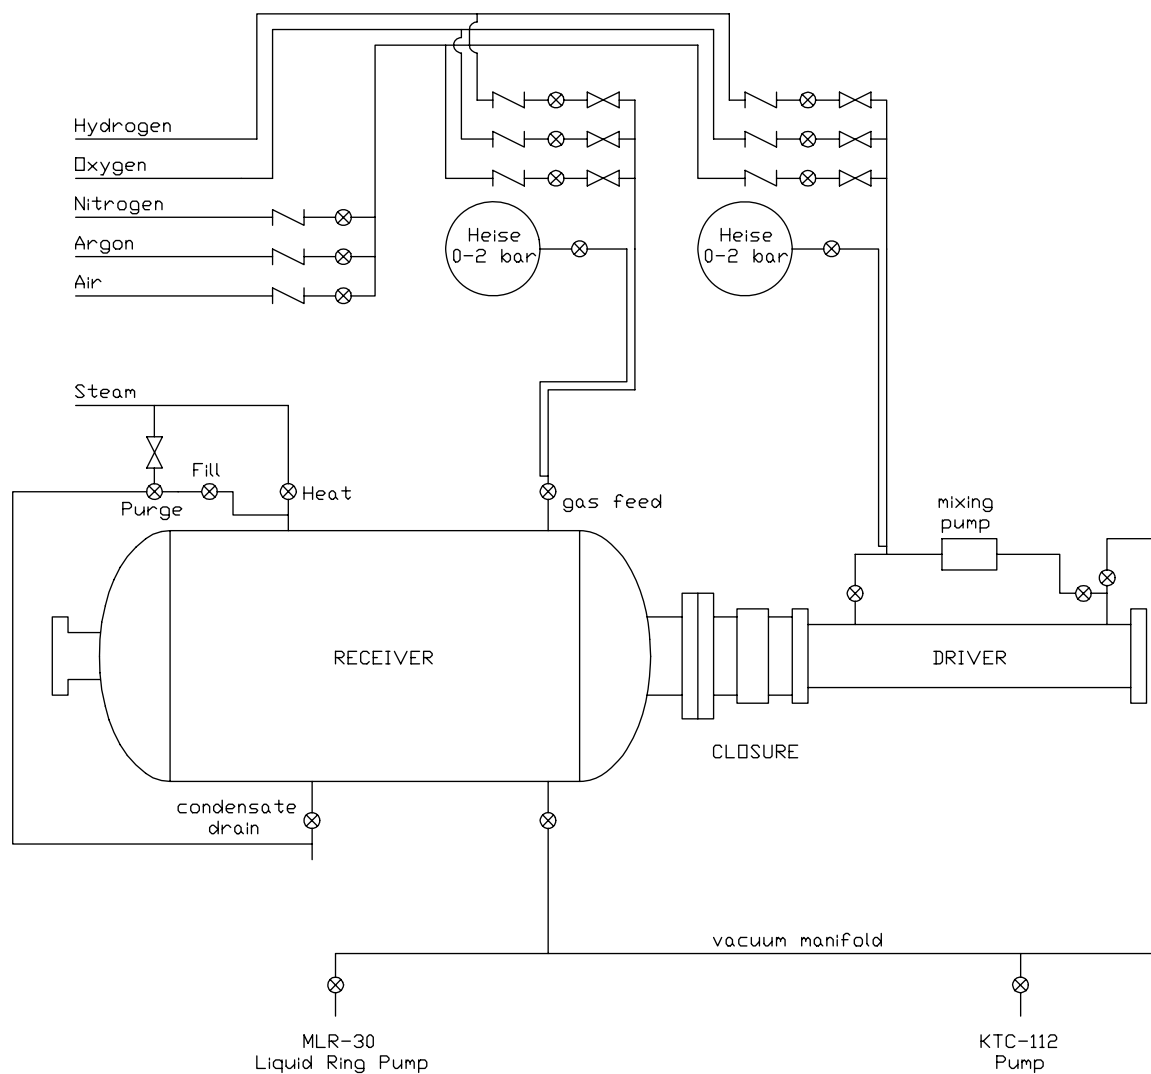 Hydrogen
Oxygen
Nitrogen
Argon
Air
Heise
0-2 bar
Heise
0-2 bar
Steam
Fill
Purge
Heat
gas feed
mixing
pump
RECEIVER
DRIVER
CLOSURE
condensate
drain
vacuum manifold
MLR-30
Liquid Ring Pump
KTC-112
Pump